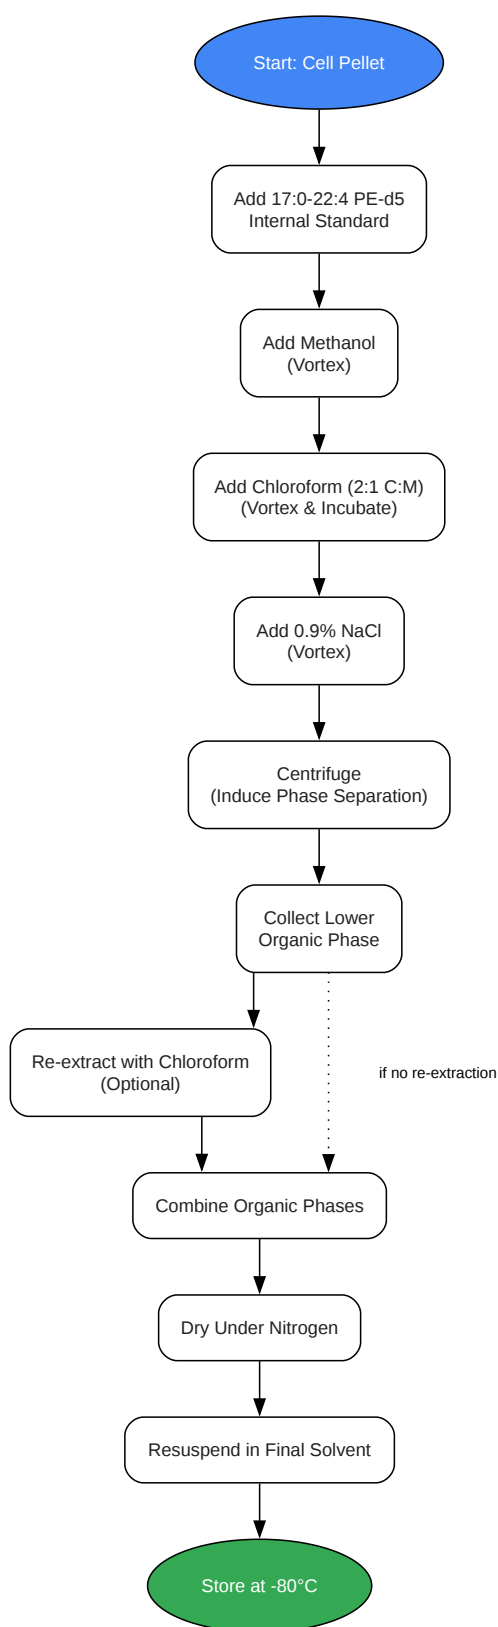 Start: Cell Pellet
Add 17:0-22:4 PE-d5
Internal Standard
Add Methanol
(Vortex)
Add Chloroform (2:1 C:M)
(Vortex & Incubate)
Add 0.9% NaCl
(Vortex)
Centrifuge
(Induce Phase Separation)
Collect Lower
Organic Phase
Re-extract with Chloroform
(Optional)
if no re-extraction
Combine Organic Phases
Dry Under Nitrogen
Resuspend in Final Solvent
Store at -80°C